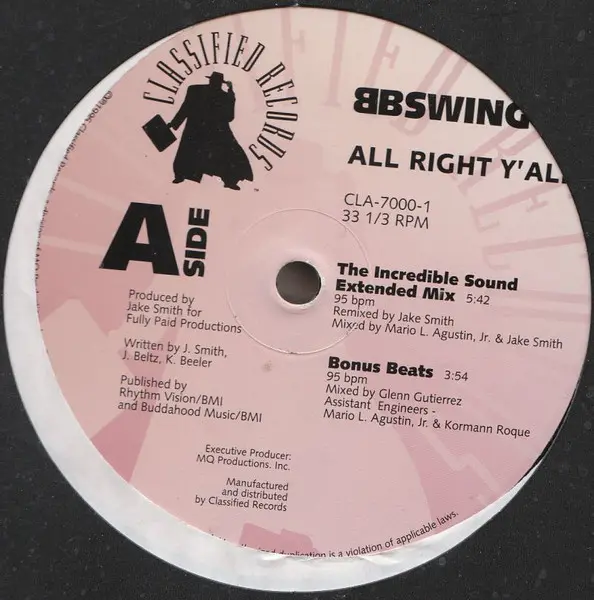 CLASSIFIED RECORDS
BBSWING
ALL RIGHT Y'AL
CLA-7000-1
33 1/3 RPM
A
SIDE
The Incredible Sound
Extended Mix 5:42
95 bpm
Remixed by Jake Smith
Mixed by Mario L. Agustin, Jr. & Jake Smith
Bonus Beats 3:54
95 bpm
Mixed by Glenn Gutierrez
Assistant Engineers -
Mario L. Agustin, Jr. & Kormann Roque
Produced by
Jake Smith for
Fully Paid Productions
Written by J. Smith,
J. Beltz, K. Beeler
Published by
Rhythm Vision/BMI
and Buddahood Music/BMI
Executive Producer:
MQ Productions. Inc.
Manufactured
and distributed
by Classified Records
duplication is a violation of applicable laws.